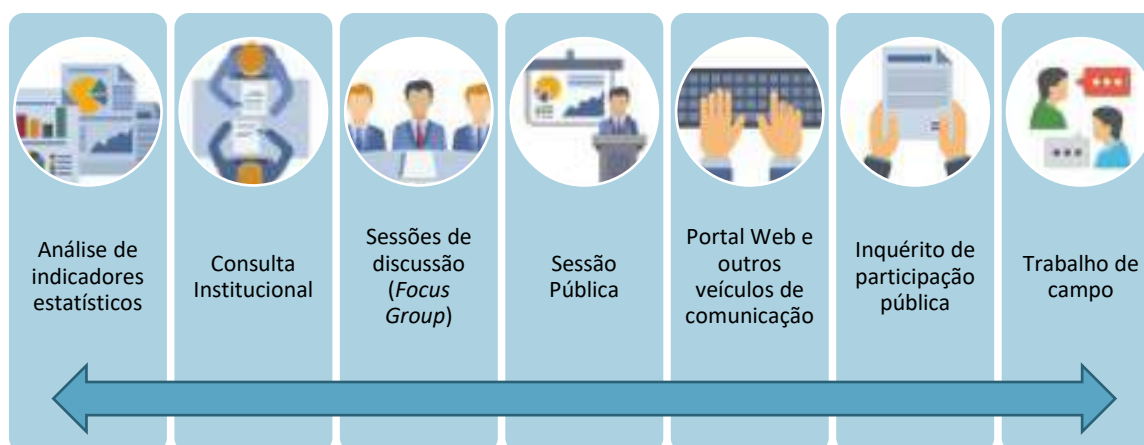 Análise de
indicadores
estatísticos
Consulta
Institucional
Sessões de
discussão
(Focus
Group)
Sessão
Pública
Portal Web e
outros
veículos de
comunicação
Inquérito de
participação
pública
Trabalho de
campo